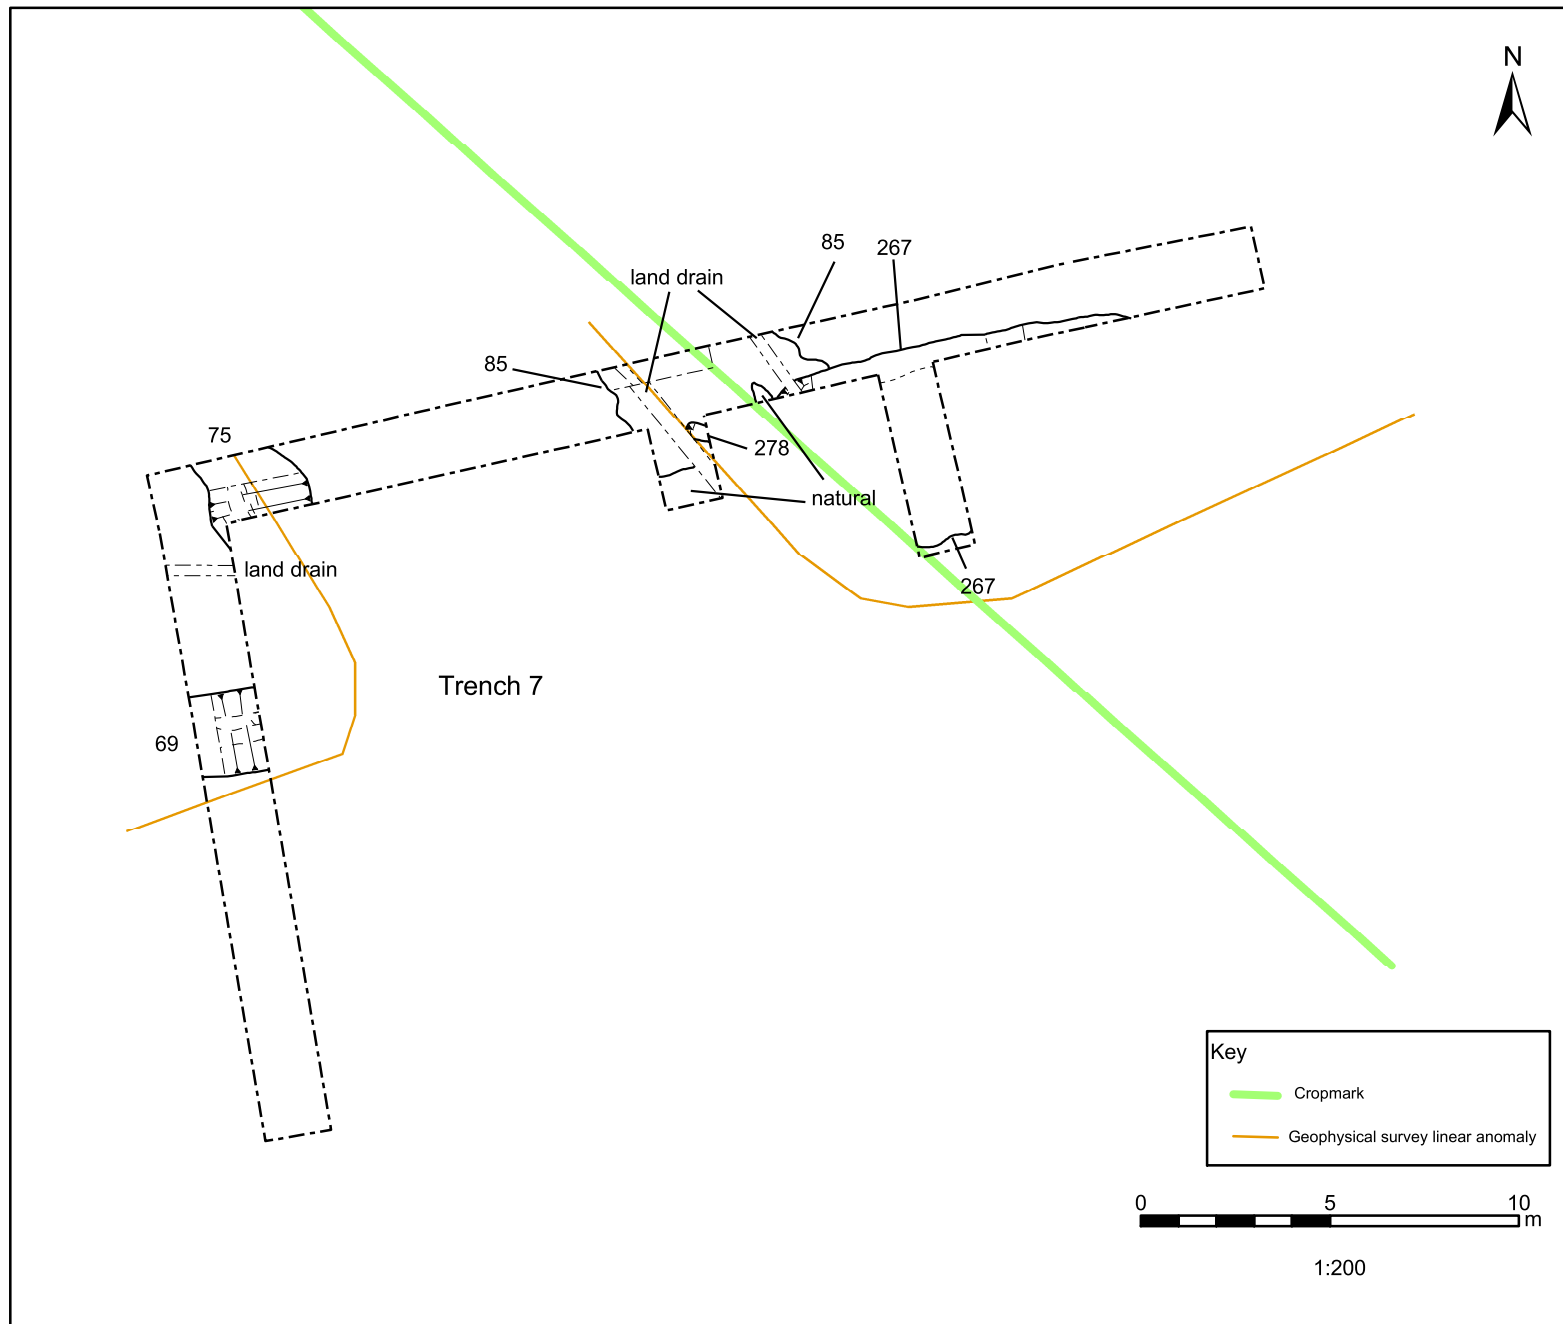 N
85
267
land drain
85
75
278
natural
land drain
267
Trench 7
69
Key
Cropmark
Geophysical survey linear anomaly
0 5 10
m
1:200